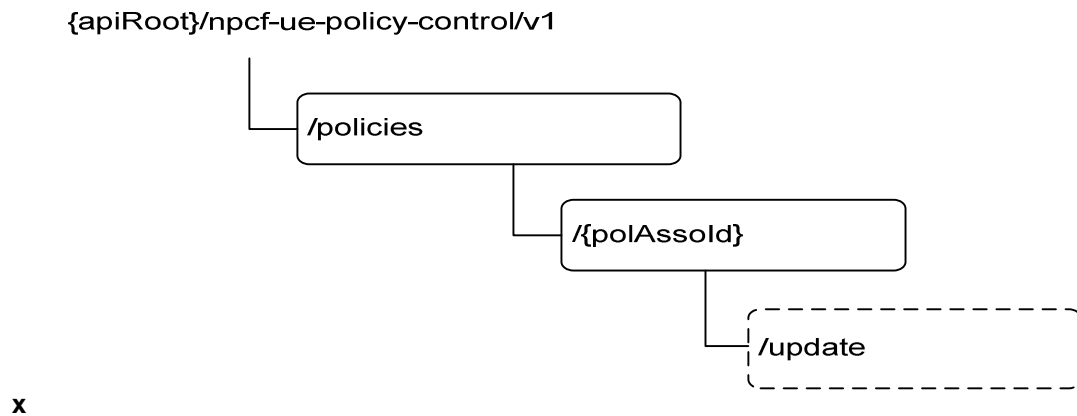 {apiRoot}/npcf-ue-policy-control/v1
/policies
/{polAssoId}
/update
x